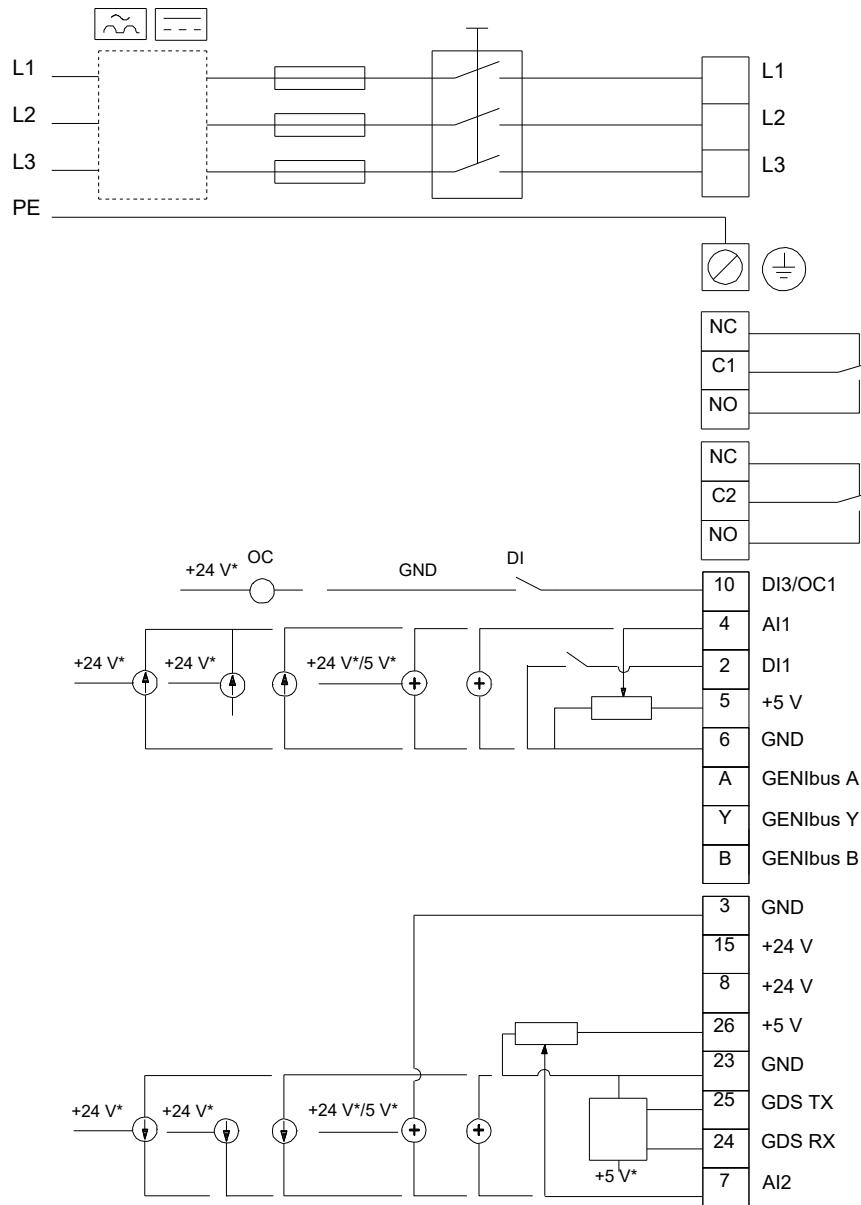 L1 L1
L2 L2
L3 L3
PE
NC
C1
NO
NC
C2
NO
+24 V* OC GND DI 10 DI3/OC1
4 AI1
+24 V* +24 V* +24 V*/5 V* 2 DI1
5 +5 V
6 GND
A GENIbus A
Y GENIbus Y
B GENIbus B
3 GND
15 +24 V
8 +24 V
26 +5 V
23 GND
+24 V* +24 V* +24 V*/5 V* 25 GDS TX
24 GDS RX
+5 V* 7 AI2